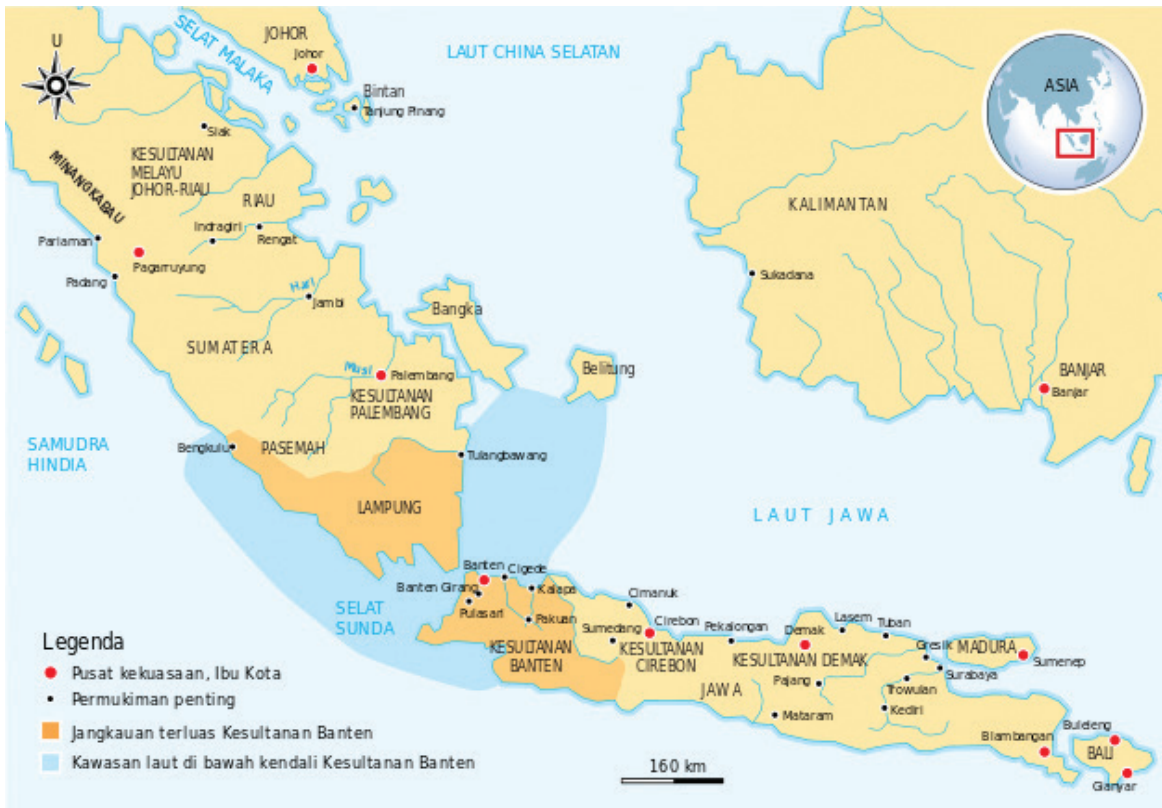 U
SELAT MALAKA
JOHOR
Johor
LAUT CHINA SELATAN
ASIA
Bintan
Tanjung Pinang
Siak
KESULTANAN
MELAYU
JOHOR-RIAU
MINANGKABAU
RIAU
KALIMANTAN
Indragiri
Rengat
Pariaman
Pagarruyung
Padang
Sukadana
Hari
Jambi
Bangka
SUMATERA
Musi
Palembang
Belitung
BANJAR
Banjar
KESULTANAN
PALEMBANG
SAMUDRA
HINDIA
Bengkulu
PASEMAH
Tulangbawang
LAMPUNG
LAUT JAWA
Banten
Cigede
Banten Girang
Kalapa
Pulasari
Pakuan
Cimanuk
SELAT
SUNDA
Sumedang
Cirebon
Pekalongan
Demak
Lasem
Tuban
KESULTANAN
BANTEN
KESULTANAN
CIREBON
KESULTANAN DEMAK
Gresik
MADURA
Sumenep
Surabaya
JAWA
Pajang
Trowulan
Kediri
Mataram
Blambangan
Buleleng
BALI
Gianyar
Legenda
Pusat kekuasaan, Ibu Kota
Permukiman penting
Jangkauan terluas Kesultanan Banten
Kawasan laut di bawah kendali Kesultanan Banten
160 km